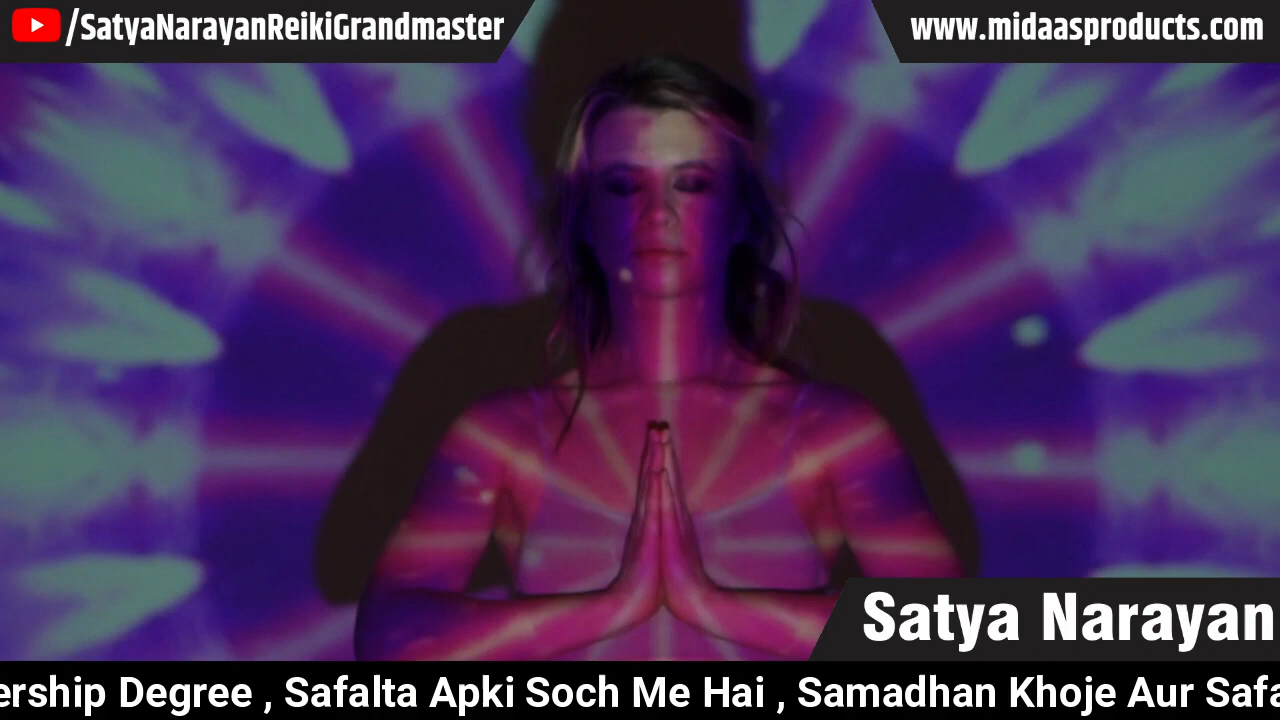 /SatyaNarayanReikiGrandmaster
www.midaasproducts.com
Satya Narayan
ership Degree , Safalta Apki Soch Me Hai , Samadhan Khoje Aur Safa